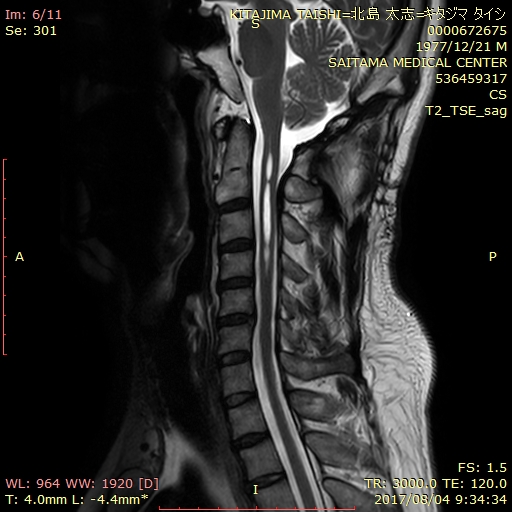 Im: 6/11
Se: 301
KITAJIMA TAISHI=北島 太志=ｷﾀｼﾞﾏ ﾀｲｼ
S
0000672675
1977/12/21 M
SAITAMA MEDICAL CENTER
536459317
CS
T2_TSE_sag
A
P
WL: 964 WW: 1920 [D]
T: 4.0mm L: -4.4mm*
I
FS: 1.5
TR: 3000.0 TE: 120.0
2017/08/04 9:34:34